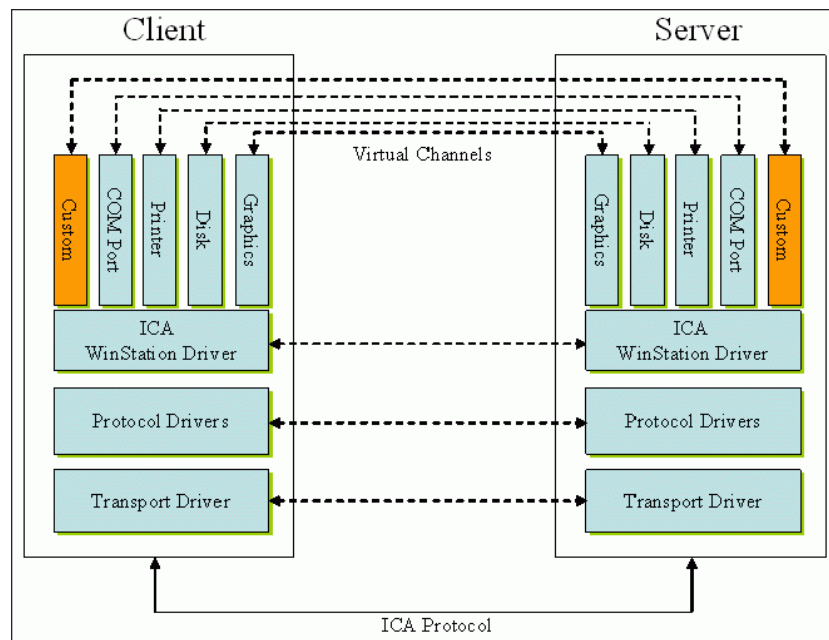 Client
Server
Virtual Channels
Custom
COM Port
Printer
Disk
Graphics
Graphics
Disk
Printer
COM Port
Custom
ICA
WinStation Driver
ICA
WinStation Driver
Protocol Drivers
Protocol Drivers
Transport Driver
Transport Driver
ICA Protocol